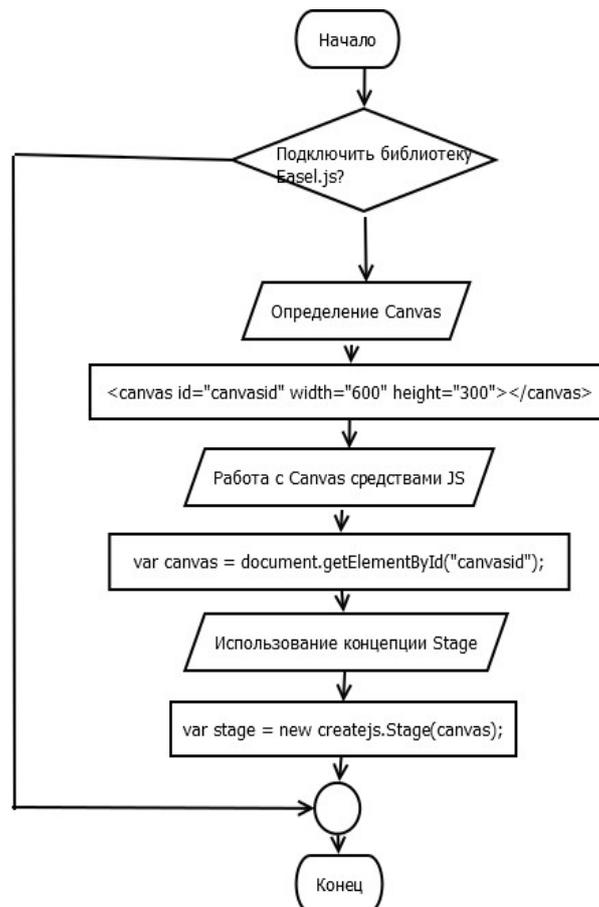 Начало
Подключить библиотеку
Easel.js?
Определение Canvas
<canvas id="canvasid" width="600" height="300"></canvas>
Работа с Canvas средствами JS
var canvas = document.getElementById("canvasid");
Использование концепции Stage
var stage = new createjs.Stage(canvas);
Конец